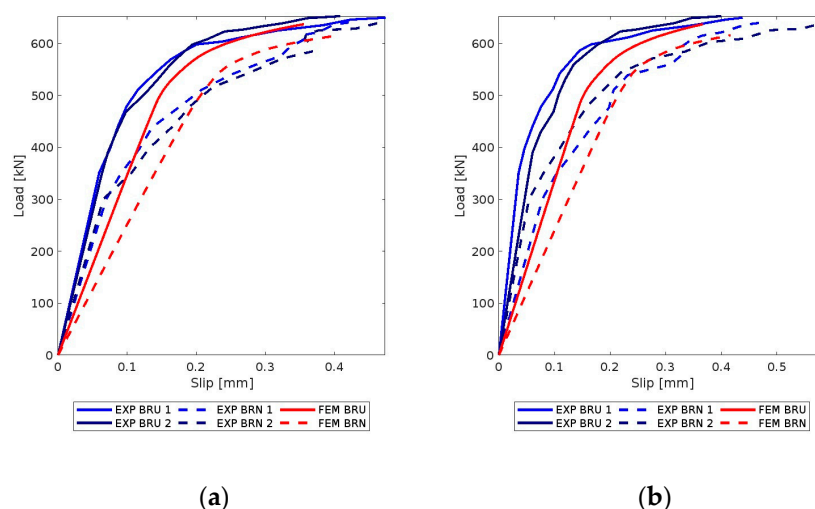 600
500
400
300
200
100
0
Load [kN]
0 0.1 0.2 0.3 0.4
Slip [mm]
EXP BRU 1 EXP BRN 1 FEM BRU
EXP BRU 2 EXP BRN 2 FEM BRN
(a)
600
500
400
300
200
100
0
Load [kN]
0 0.1 0.2 0.3 0.4 0.5
Slip [mm]
EXP BRU 1 EXP BRN 1 FEM BRU
EXP BRU 2 EXP BRN 2 FEM BRN
(b)